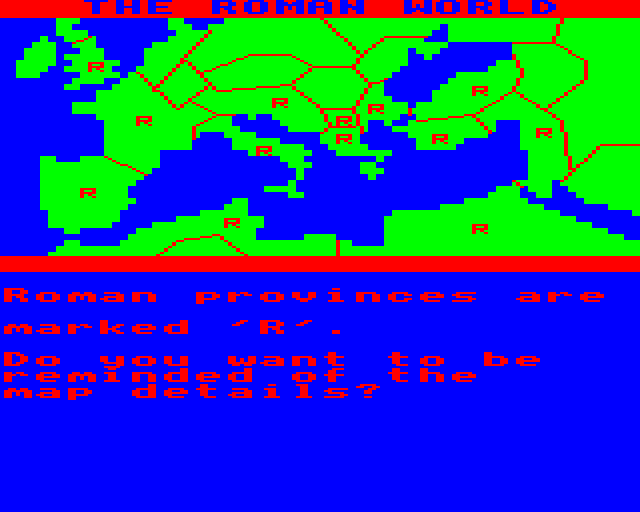 THE ROMAN WORLD
R
R
R
R
R
R
R
R
R
R
R
R
R
Roman provinces are
marked 'R'.
Do you want to be
reminded of the
map details?